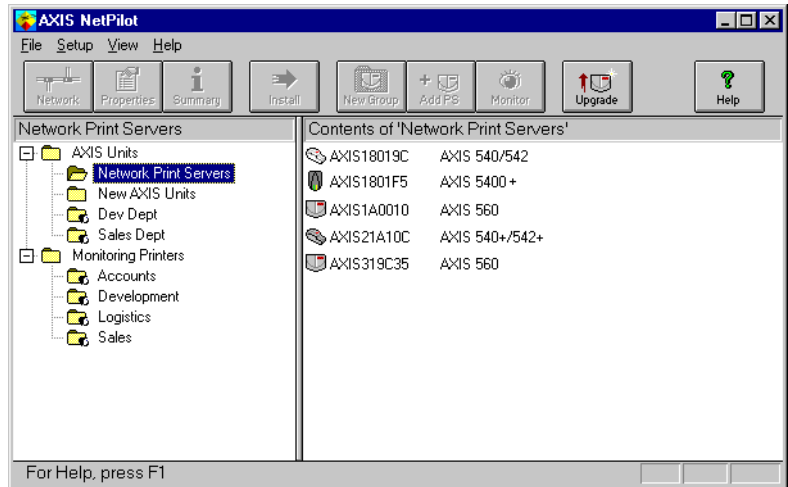 AXIS NetPilot
File Setup View Help
Network Properties Summary Install New Group Add PS Monitor Upgrade Help
Network Print Servers Contents of 'Network Print Servers'
AXIS Units AXIS18019C AXIS 540/542
Network Print Servers AXIS1801F5 AXIS 5400+
New AXIS Units
Dev Dept AXIS1A0010 AXIS 560
Sales Dept AXIS21A10C AXIS 540+/542+
Monitoring Printers AXIS319C35 AXIS 560
Accounts
Development
Logistics
Sales
For Help, press F1